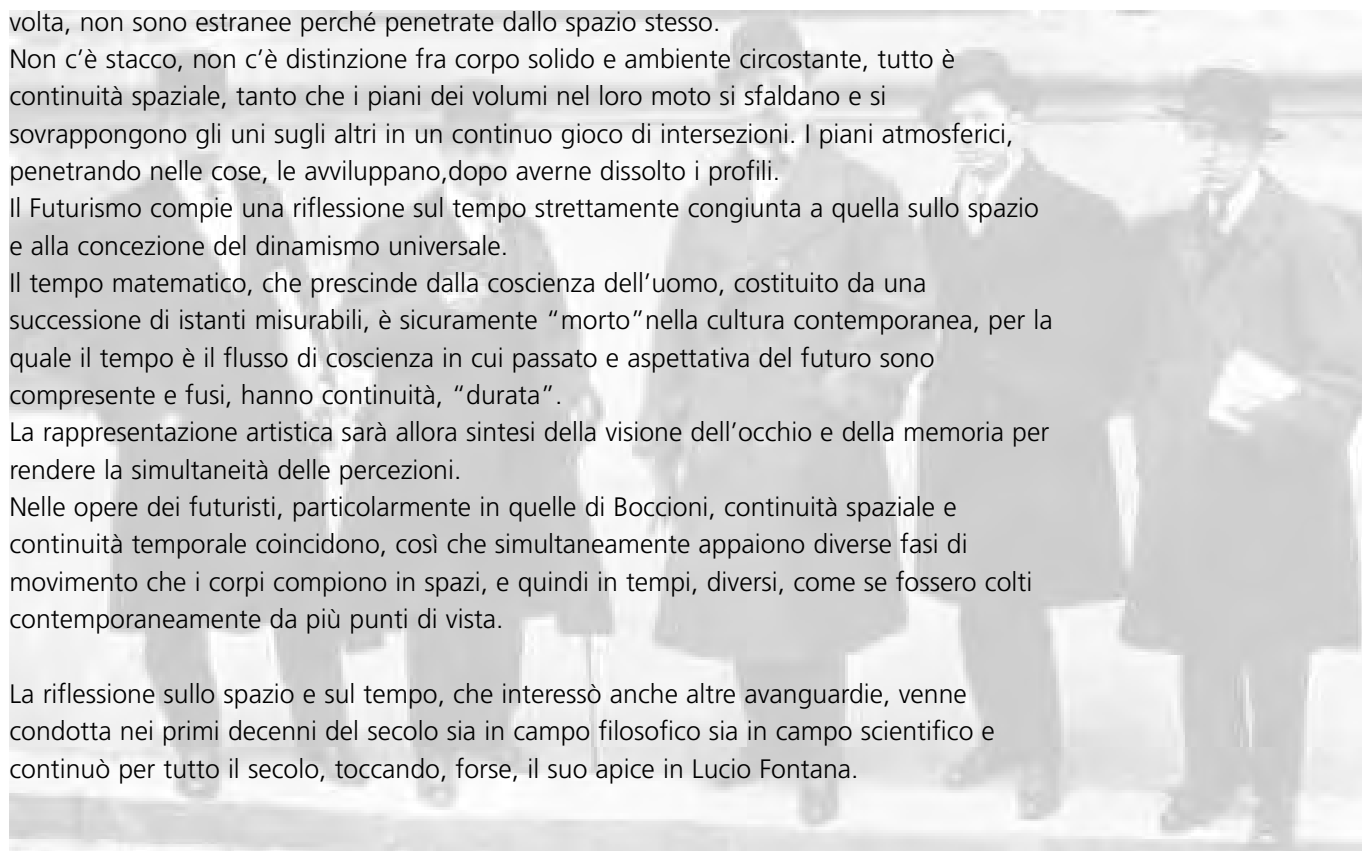 volta, non sono estranee perché penetrate dallo spazio stesso.
Non c’è stacco, non c’è distinzione fra corpo solido e ambiente circostante, tutto è
continuità spaziale, tanto che i piani dei volumi nel loro moto si sfaldano e si
sovrappongono gli uni sugli altri in un continuo gioco di intersezioni. I piani atmosferici,
penetrando nelle cose, le avviluppano,dopo averne dissolto i profili.
Il Futurismo compie una riflessione sul tempo strettamente congiunta a quella sullo spazio
e alla concezione del dinamismo universale.
Il tempo matematico, che prescinde dalla coscienza dell’uomo, costituito da una
successione di istanti misurabili, è sicuramente “morto”nella cultura contemporanea, per la
quale il tempo è il flusso di coscienza in cui passato e aspettativa del futuro sono
compresente e fusi, hanno continuità, “durata”.
La rappresentazione artistica sarà allora sintesi della visione dell’occhio e della memoria per
rendere la simultaneità delle percezioni.
Nelle opere dei futuristi, particolarmente in quelle di Boccioni, continuità spaziale e
continuità temporale coincidono, così che simultaneamente appaiono diverse fasi di
movimento che i corpi compiono in spazi, e quindi in tempi, diversi, come se fossero colti
contemporaneamente da più punti di vista.
La riflessione sullo spazio e sul tempo, che interessò anche altre avanguardie, venne
condotta nei primi decenni del secolo sia in campo filosofico sia in campo scientifico e
continuò per tutto il secolo, toccando, forse, il suo apice in Lucio Fontana.